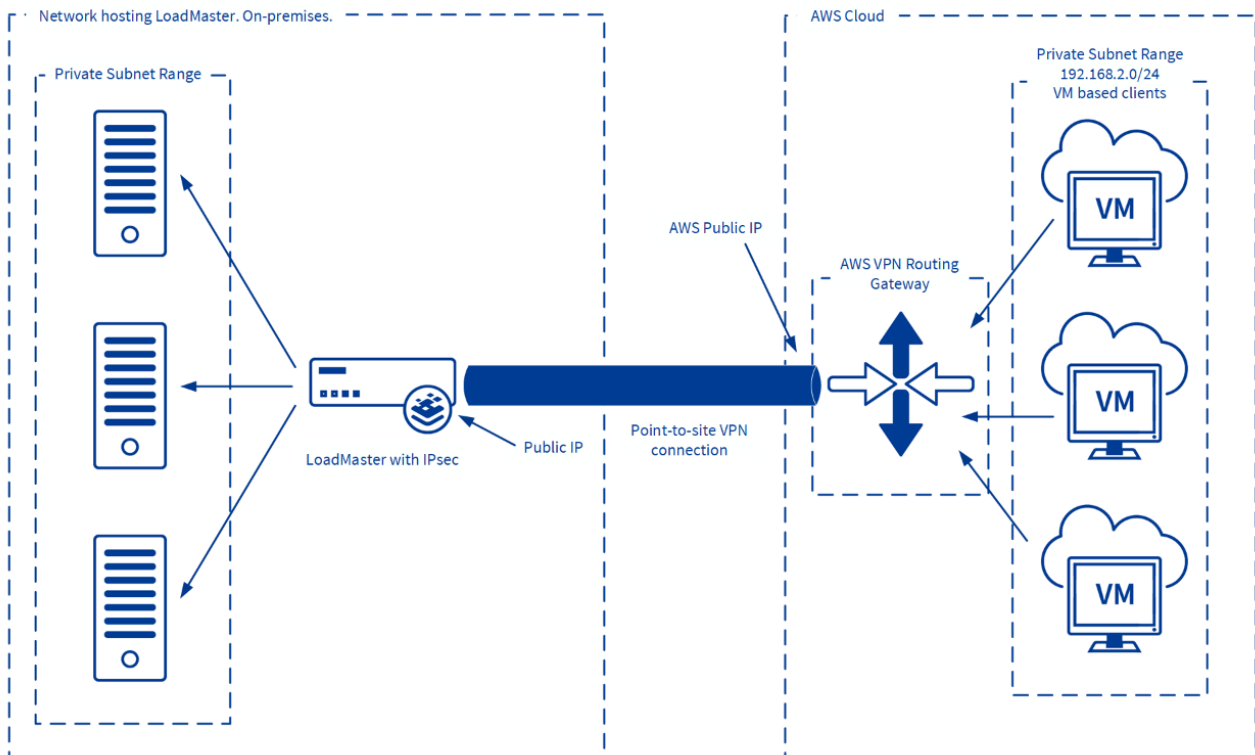 Network hosting LoadMaster. On-premises.
Private Subnet Range
LoadMaster with IPsec
Public IP
Point-to-site VPN
connection
AWS Cloud
AWS Public IP
AWS VPN Routing
Gateway
Private Subnet Range
192.168.2.0/24
VM based clients
VM
VM
VM